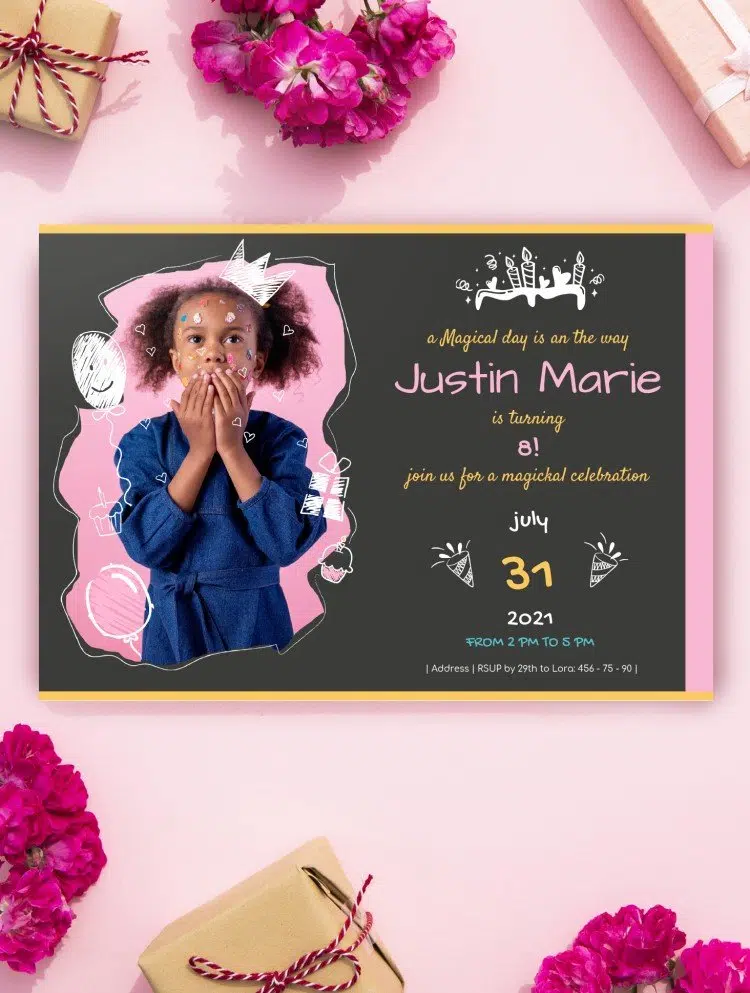 a Magical day is an the way
Justin Marie
is turning
8!
join us for a magickal celebration
july
31
2021
FROM 2 PM TO 5 PM
| Address | RSUP by 29th to Lora: 456 - 75 - 90 |